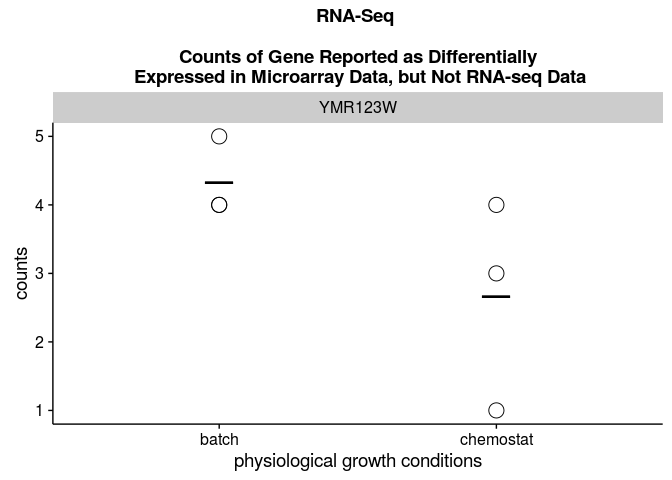 RNA-Seq
Counts of Gene Reported as Differentially
Expressed in Microarray Data, but Not RNA-seq Data
YMR123W
5
4
3
2
1
counts
batch
chemostat
physiological growth conditions